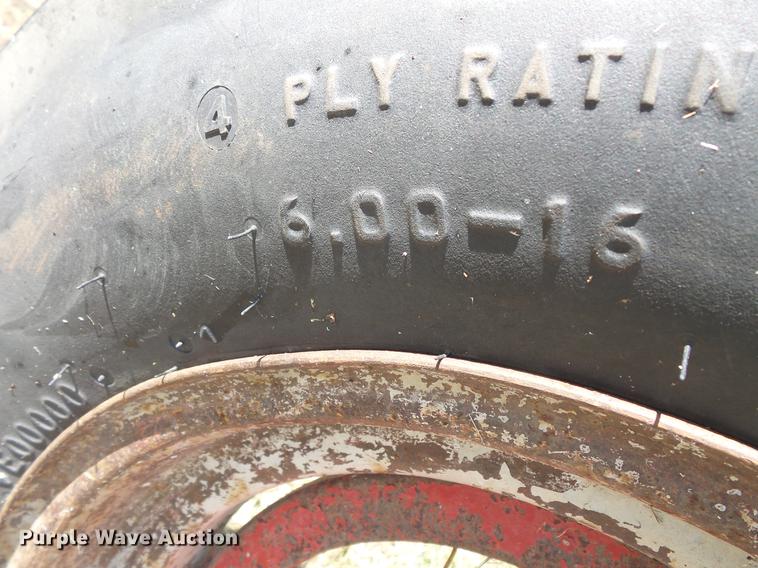 4 PLY RATIN
6.00-16
Purple Wave Auction